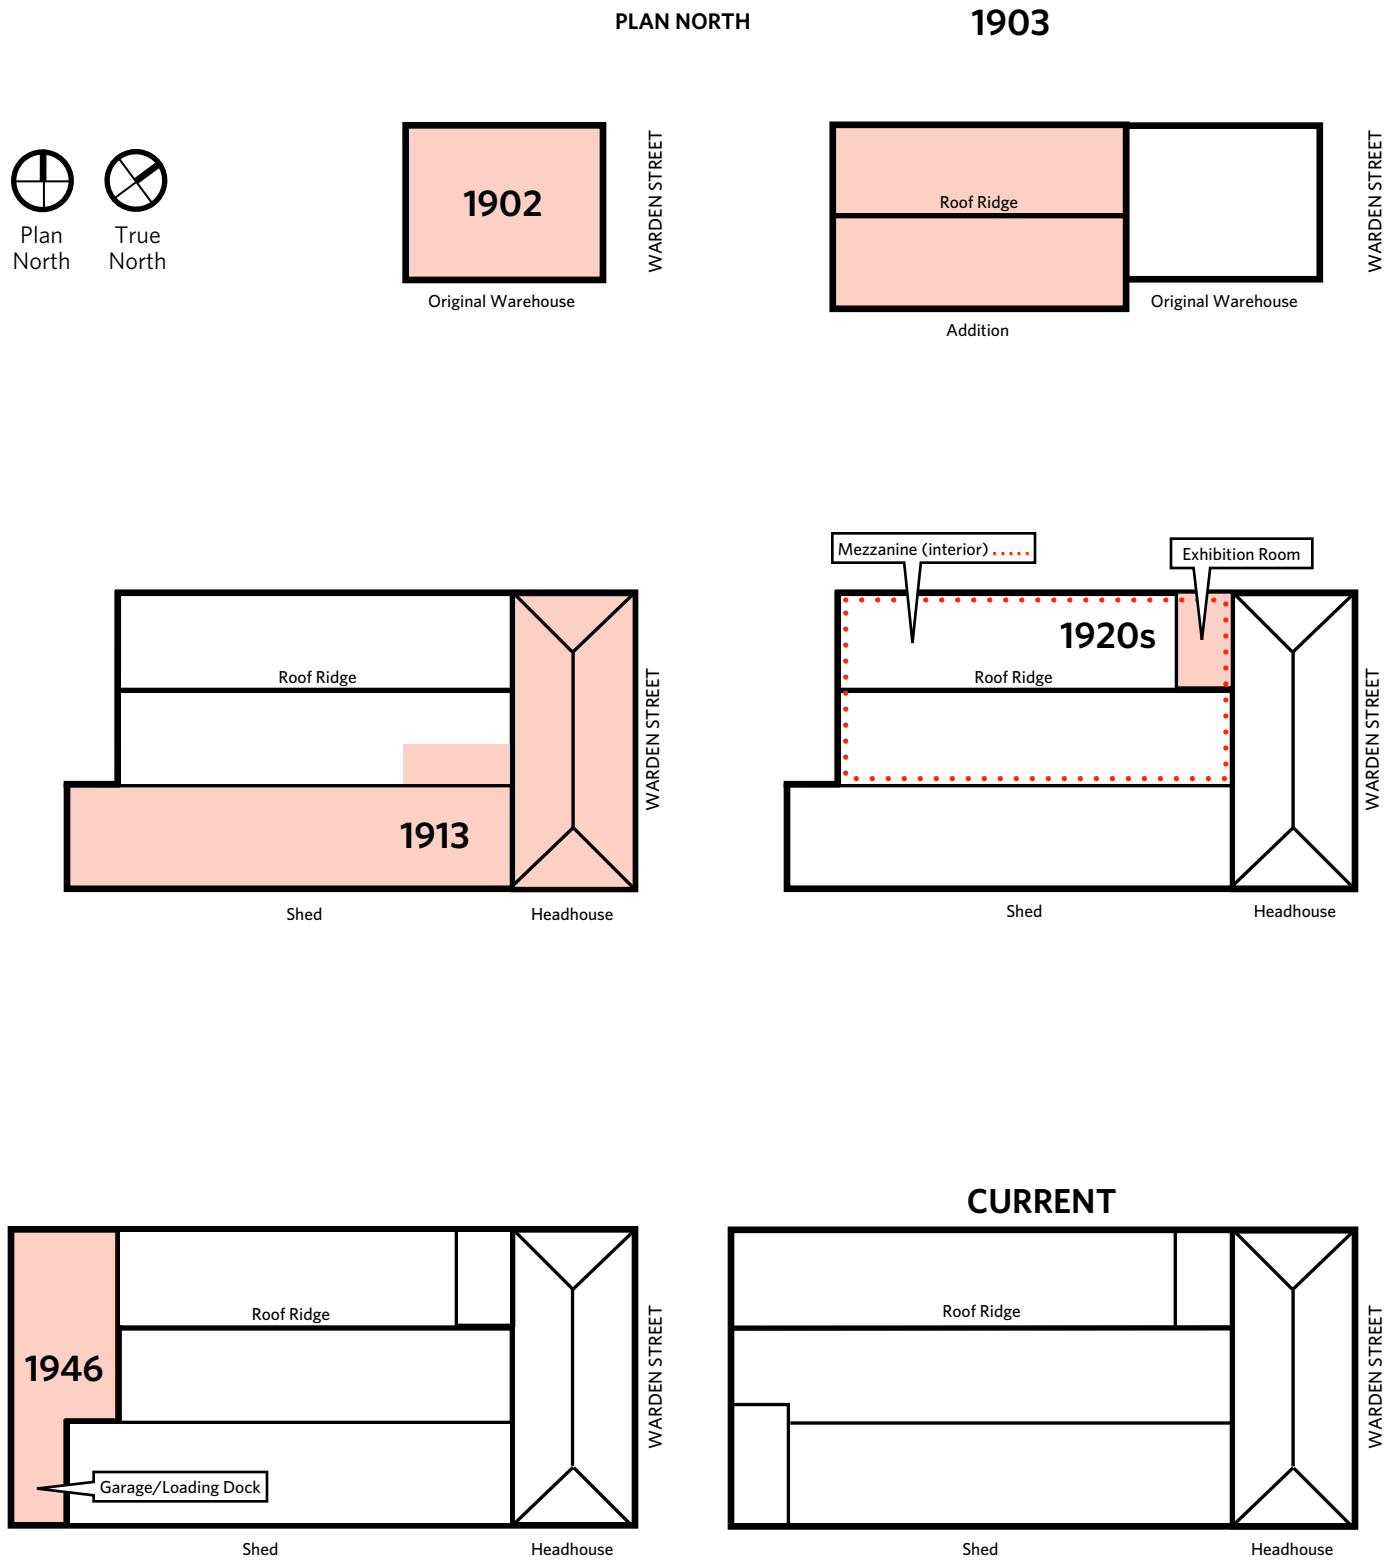 PLAN NORTH
1903
Plan
North
True
North
1902
Original Warehouse
WARDEN STREET
Roof Ridge
Addition
Original Warehouse
WARDEN STREET
Roof Ridge
1913
Shed
Headhouse
WARDEN STREET
Mezzanine (interior) .....
Exhibition Room
1920s
Roof Ridge
Shed
Headhouse
WARDEN STREET
1946
Roof Ridge
Garage/Loading Dock
Shed
Headhouse
WARDEN STREET
CURRENT
Roof Ridge
Shed
Headhouse
WARDEN STREET